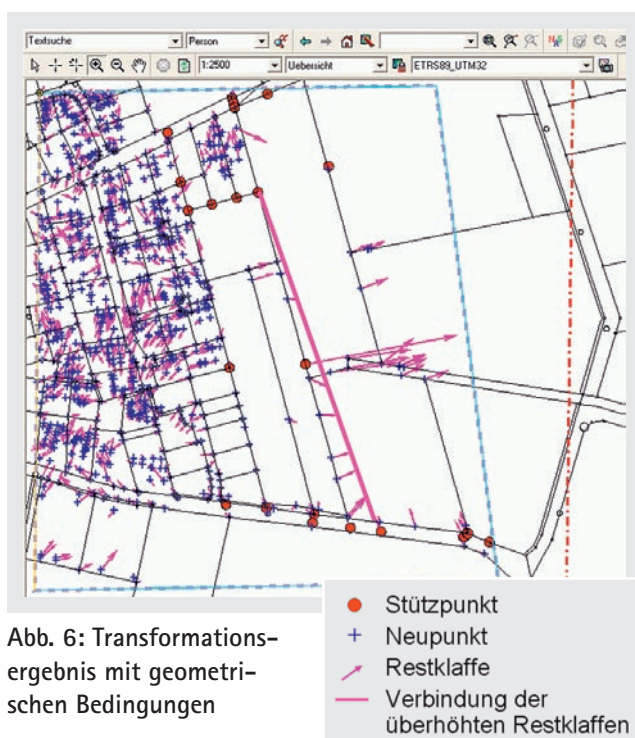 Textsuche Person
1:2500 Uebersicht ETRS89_UTM32
Stützpunkt
Neupunkt
Restklaffe
Verbindung der
überhöhten Restklaffen
Abb. 6: Transformations-
ergebnis mit geometri-
schen Bedingungen